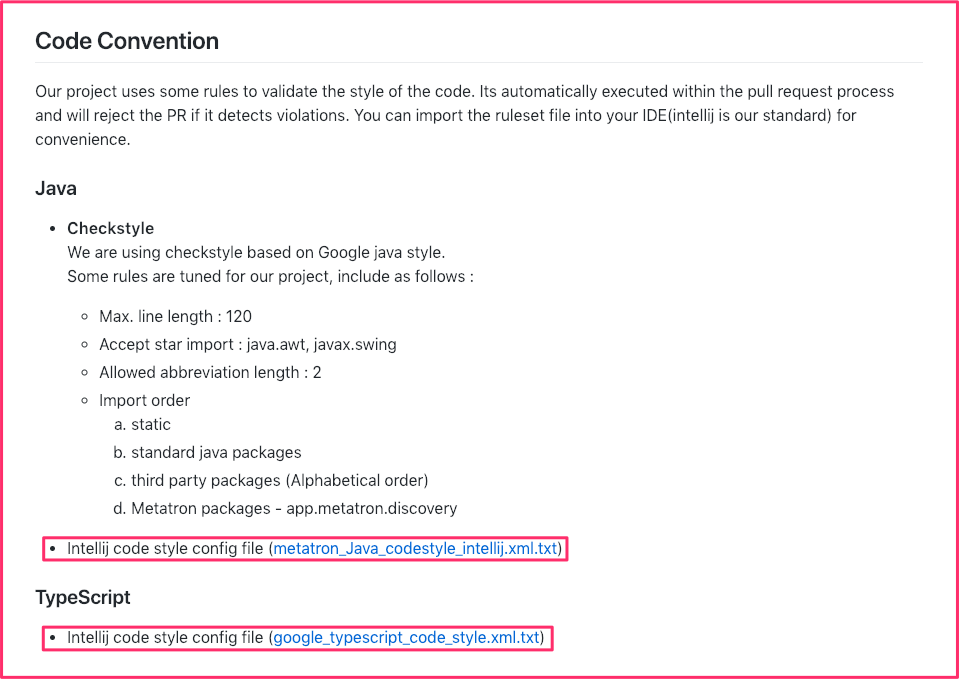 Code Convention
Our project uses some rules to validate the style of the code. Its automatically executed within the pull request process
and will reject the PR if it detects violations. You can import the ruleset file into your IDE(intellij is our standard) for
convenience.
Java
• Checkstyle
We are using checkstyle based on Google java style.
Some rules are tuned for our project, include as follows :
◦ Max. line length : 120
◦ Accept star import : java.awt, javax.swing
◦ Allowed abbreviation length : 2
◦ Import order
a. static
b. standard java packages
c. third party packages (Alphabetical order)
d. Metatron packages - app.metatron.discovery
• Intellij code style config file (metatron_Java_codestyle_intellij.xml.txt)
TypeScript
• Intellij code style config file (google_typescript_code_style.xml.txt)